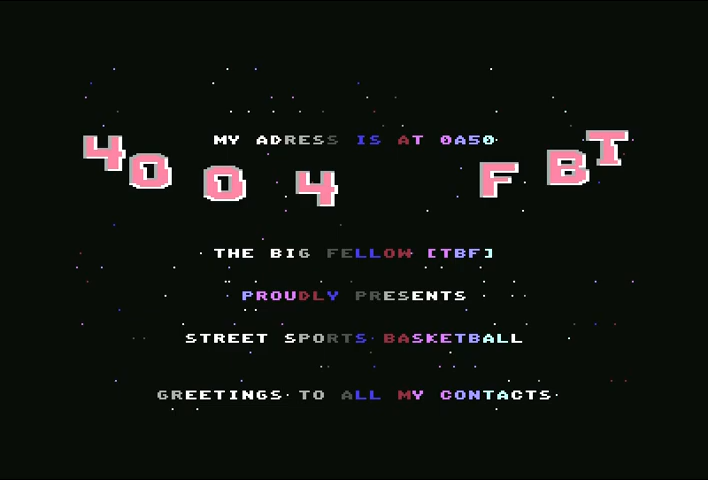 MY ADRESS IS AT 0A50
4004 FBT
THE BIG FELLOW [TBF]
PROUDLY PRESENTS
STREET SPORTS BASKETBALL
GREETINGS TO ALL MY CONTACTS